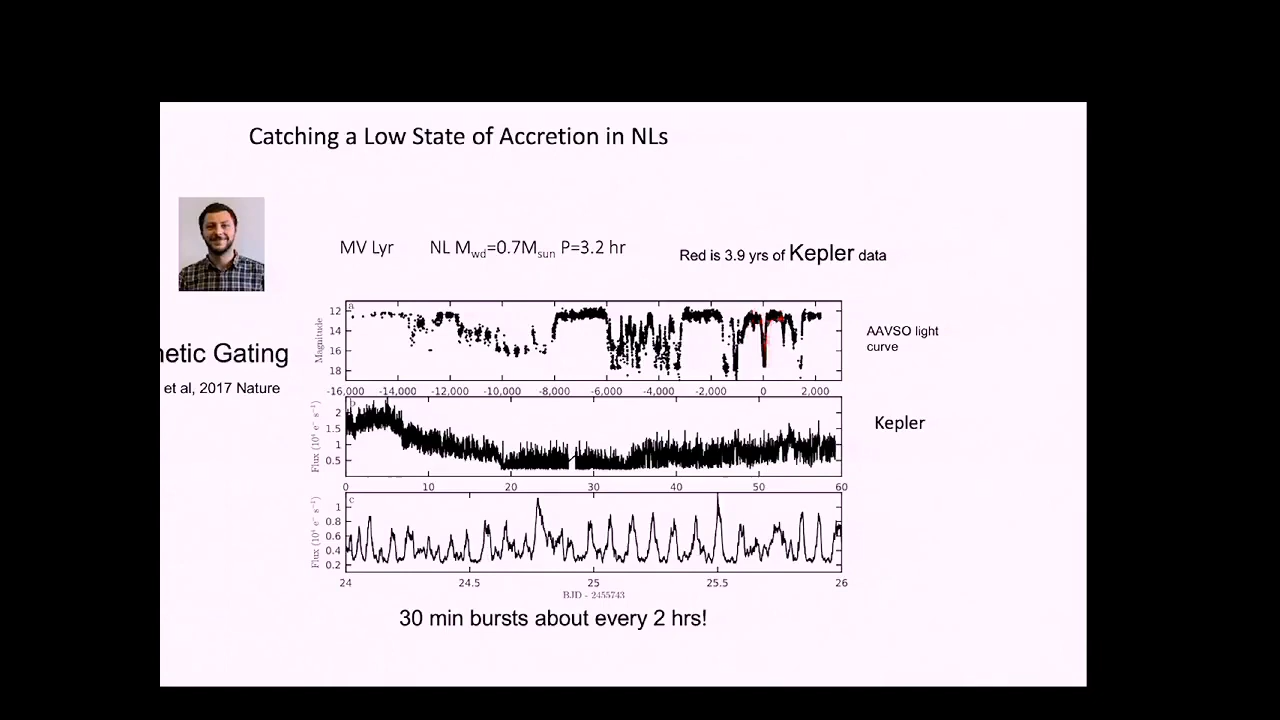 Catching a Low State of Accretion in NLs
MV Lyr NL Mwd=0.7Msun P=3.2 hr
Red is 3.9 yrs of Kepler data
netic Gating
et al, 2017 Nature
a
Magnitude
12
14
16
18
-16,000 -14,000 -12,000 -10,000 -8,000 -6,000 -4,000 -2,000 0 2,000
AAVSO light
curve
b
Flux (10⁴ e⁻ s⁻¹)
2
1.5
1
0.5
0 10 20 30 40 50 60
Kepler
c
Flux (10⁴ e⁻ s⁻¹)
1
0.8
0.6
0.4
0.2
24 24.5 25 25.5 26
BJD - 2455743
30 min bursts about every 2 hrs!